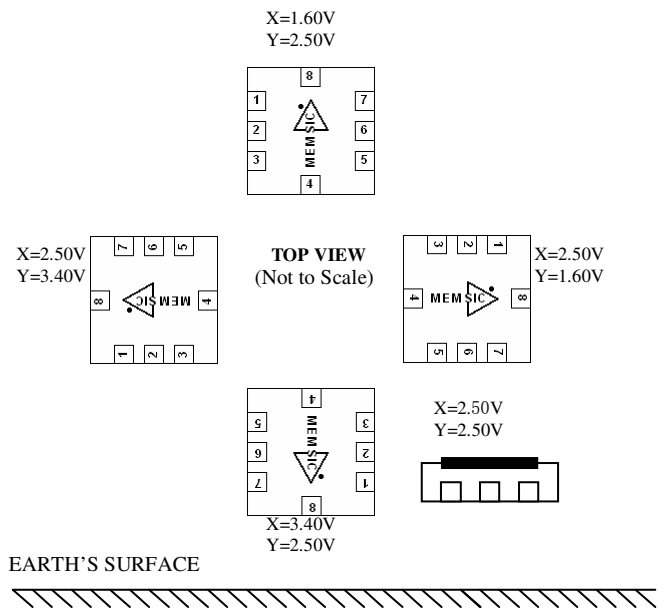 X=1.60V
Y=2.50V
8
1
7
MEMSIC
2
6
3
5
4
X=2.50V
Y=3.40V
7 6 5
8
MEMSIC
4
1 2 3
TOP VIEW
(Not to Scale)
3 2 1
4
MEMSIC
8
5 6 7
X=2.50V
Y=1.60V
4
5
3
MEMSIC
6
2
7
1
8
X=3.40V
Y=2.50V
X=2.50V
Y=2.50V
EARTH'S SURFACE